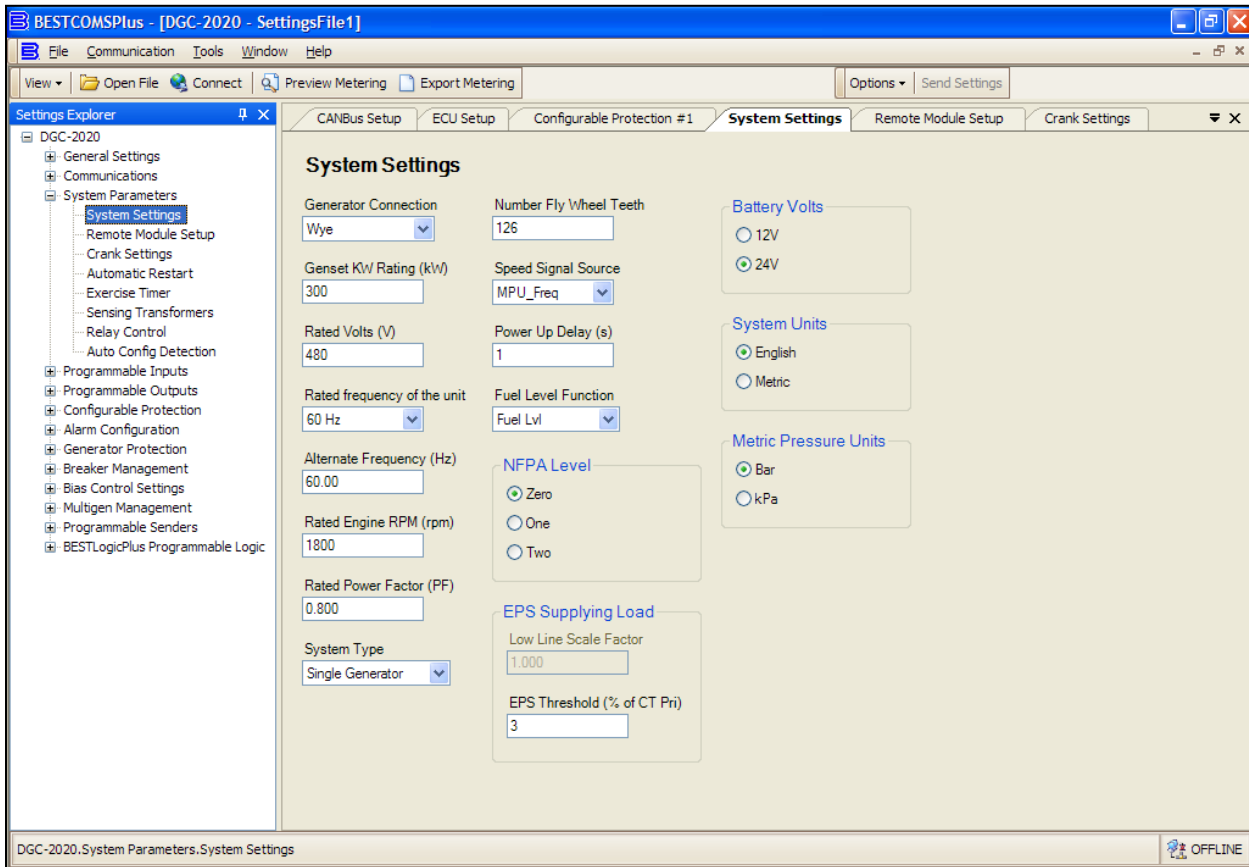 BESTCOMSPlus - [DGC-2020 - SettingsFile1]
File Communication Tools Window Help
View Open File Connect Preview Metering Export Metering Options Send Settings
Settings Explorer
DGC-2020
General Settings
Communications
System Parameters
System Settings
Remote Module Setup
Crank Settings
Automatic Restart
Exercise Timer
Sensing Transformers
Relay Control
Auto Config Detection
Programmable Inputs
Programmable Outputs
Configurable Protection
Alarm Configuration
Generator Protection
Breaker Management
Bias Control Settings
Multigen Management
Programmable Senders
BESTLogicPlus Programmable Logic
CANBus Setup ECU Setup Configurable Protection #1 System Settings Remote Module Setup Crank Settings
System Settings
Generator Connection
Wye
Genset KW Rating (kW)
300
Rated Volts (V)
480
Rated frequency of the unit
60 Hz
Alternate Frequency (Hz)
60.00
Rated Engine RPM (rpm)
1800
Rated Power Factor (PF)
0.800
System Type
Single Generator
Number Fly Wheel Teeth
126
Speed Signal Source
MPU_Freq
Power Up Delay (s)
1
Fuel Level Function
Fuel Lvl
NFPA Level
Zero
One
Two
EPS Supplying Load
Low Line Scale Factor
1.000
EPS Threshold (% of CT Pri)
3
Battery Volts
12V
24V
System Units
English
Metric
Metric Pressure Units
Bar
kPa
DGC-2020.System Parameters.System Settings OFFLINE